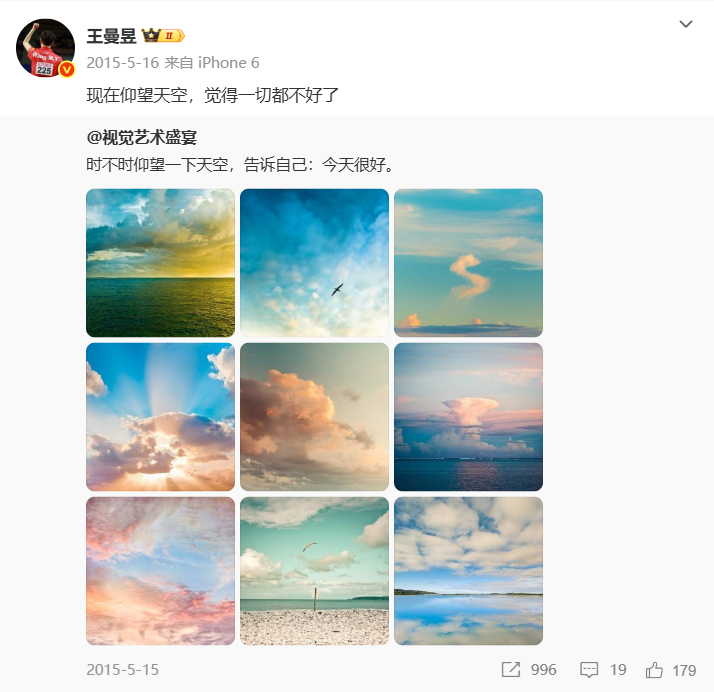 王曼昱 II
2015-5-16 来自 iPhone 6
现在仰望天空，觉得一切都不好了
@视觉艺术盛宴
时不时仰望一下天空，告诉自己：今天很好。
2015-5-15 996 19 179
225